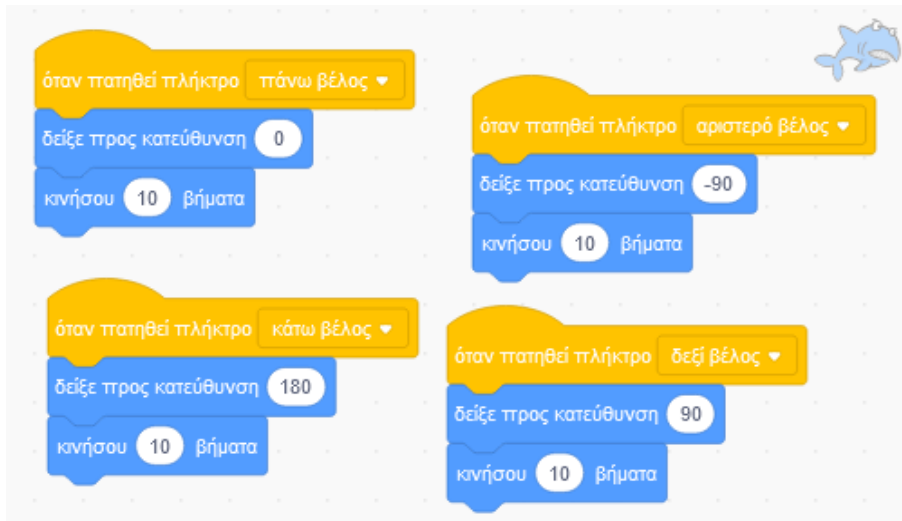 όταν πατηθεί πλήκτρο πάνω βέλος
δείξε προς κατεύθυνση 0
κινήσου 10 βήματα
όταν πατηθεί πλήκτρο αριστερό βέλος
δείξε προς κατεύθυνση -90
κινήσου 10 βήματα
όταν πατηθεί πλήκτρο κάτω βέλος
δείξε προς κατεύθυνση 180
κινήσου 10 βήματα
όταν πατηθεί πλήκτρο δεξί βέλος
δείξε προς κατεύθυνση 90
κινήσου 10 βήματα